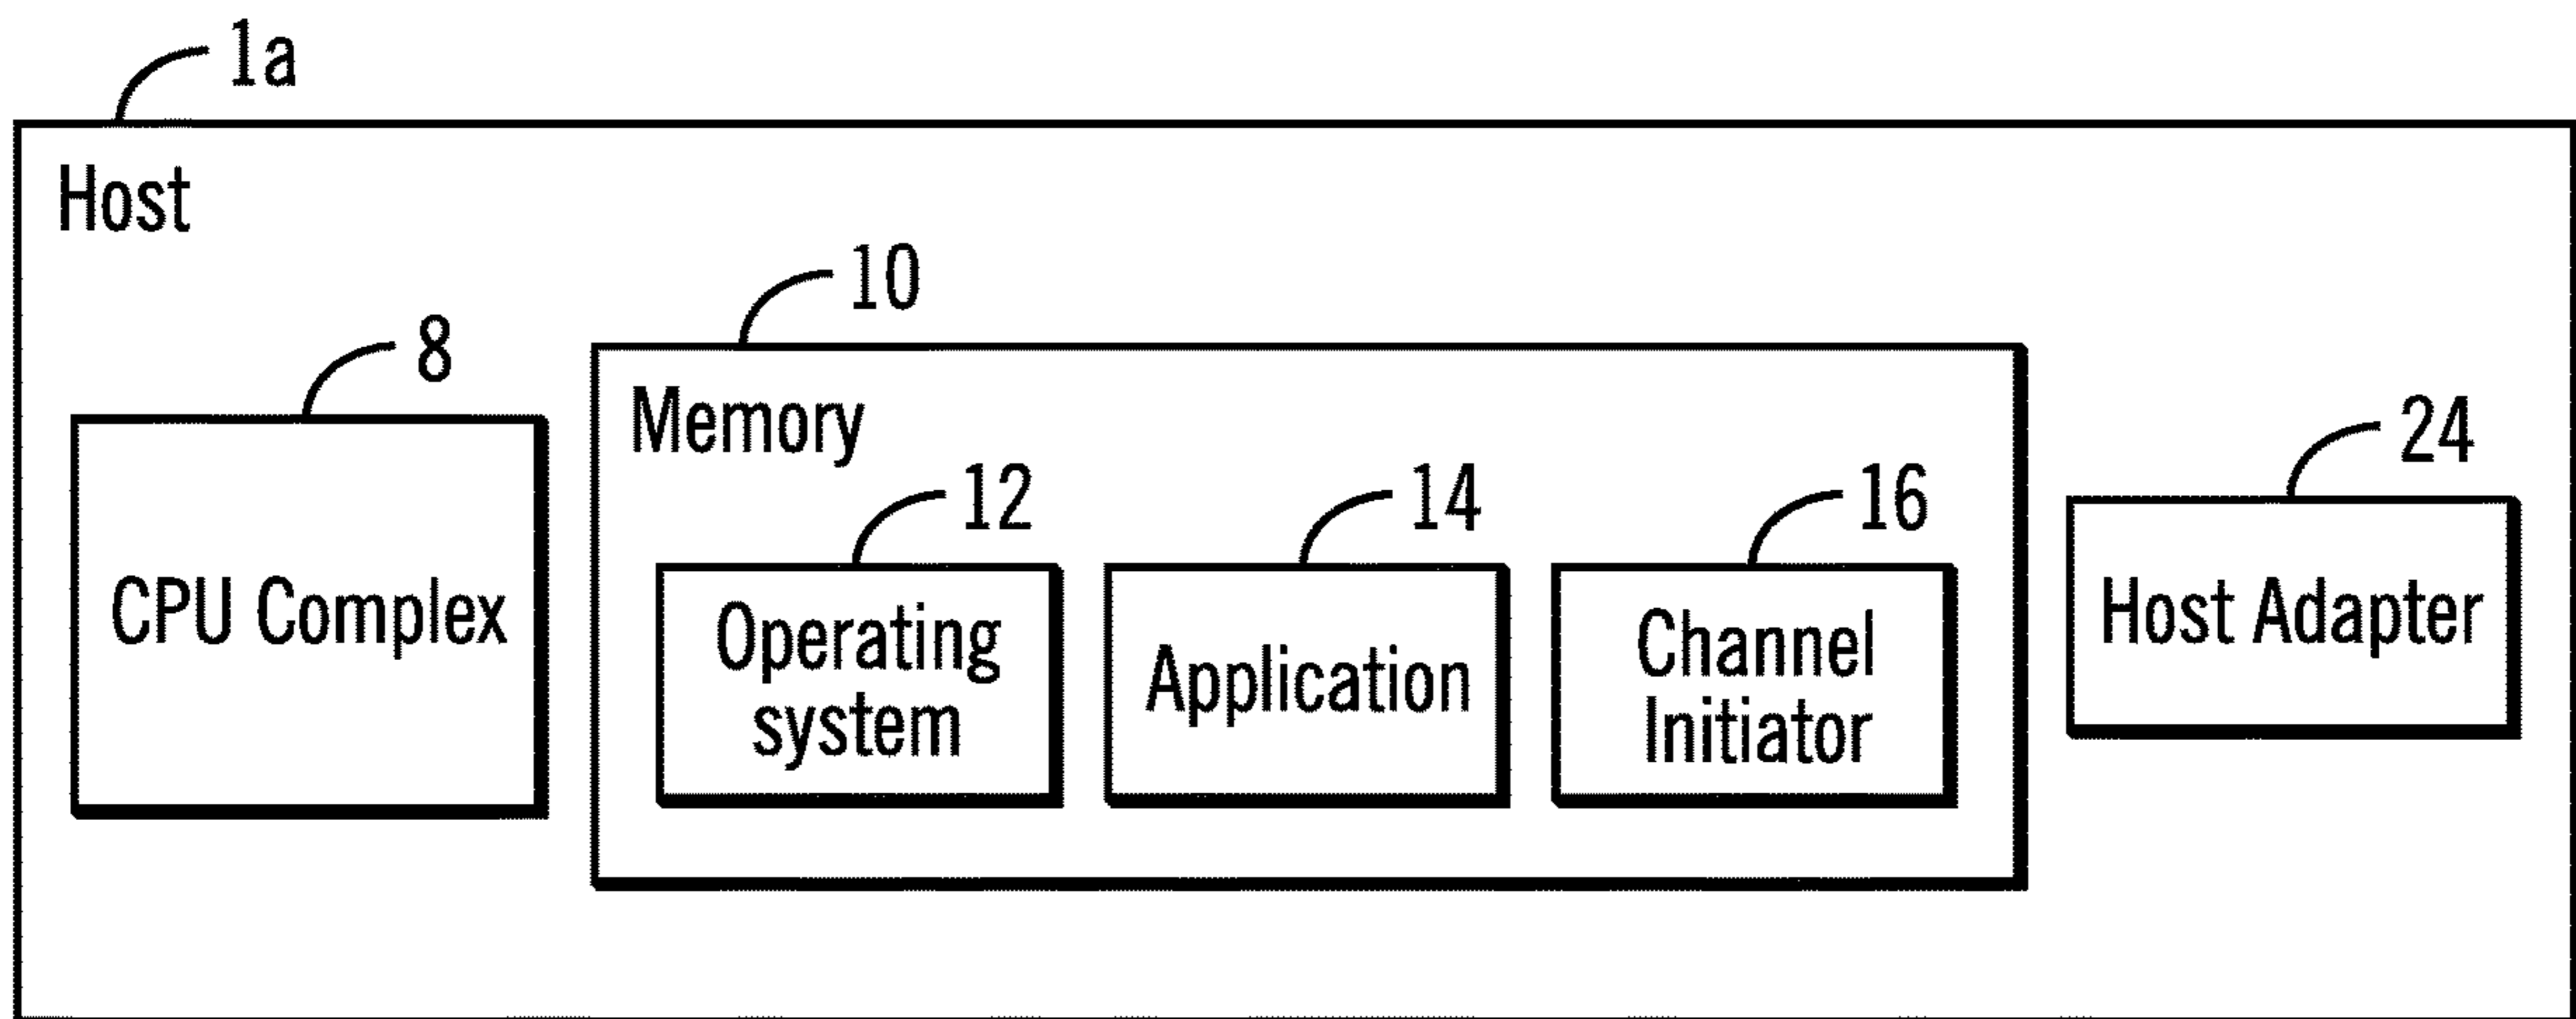 1a
Host
10
8
Memory
24
12
14
16
CPU Complex
Operating
system
Application
Channel
Initiator
Host Adapter